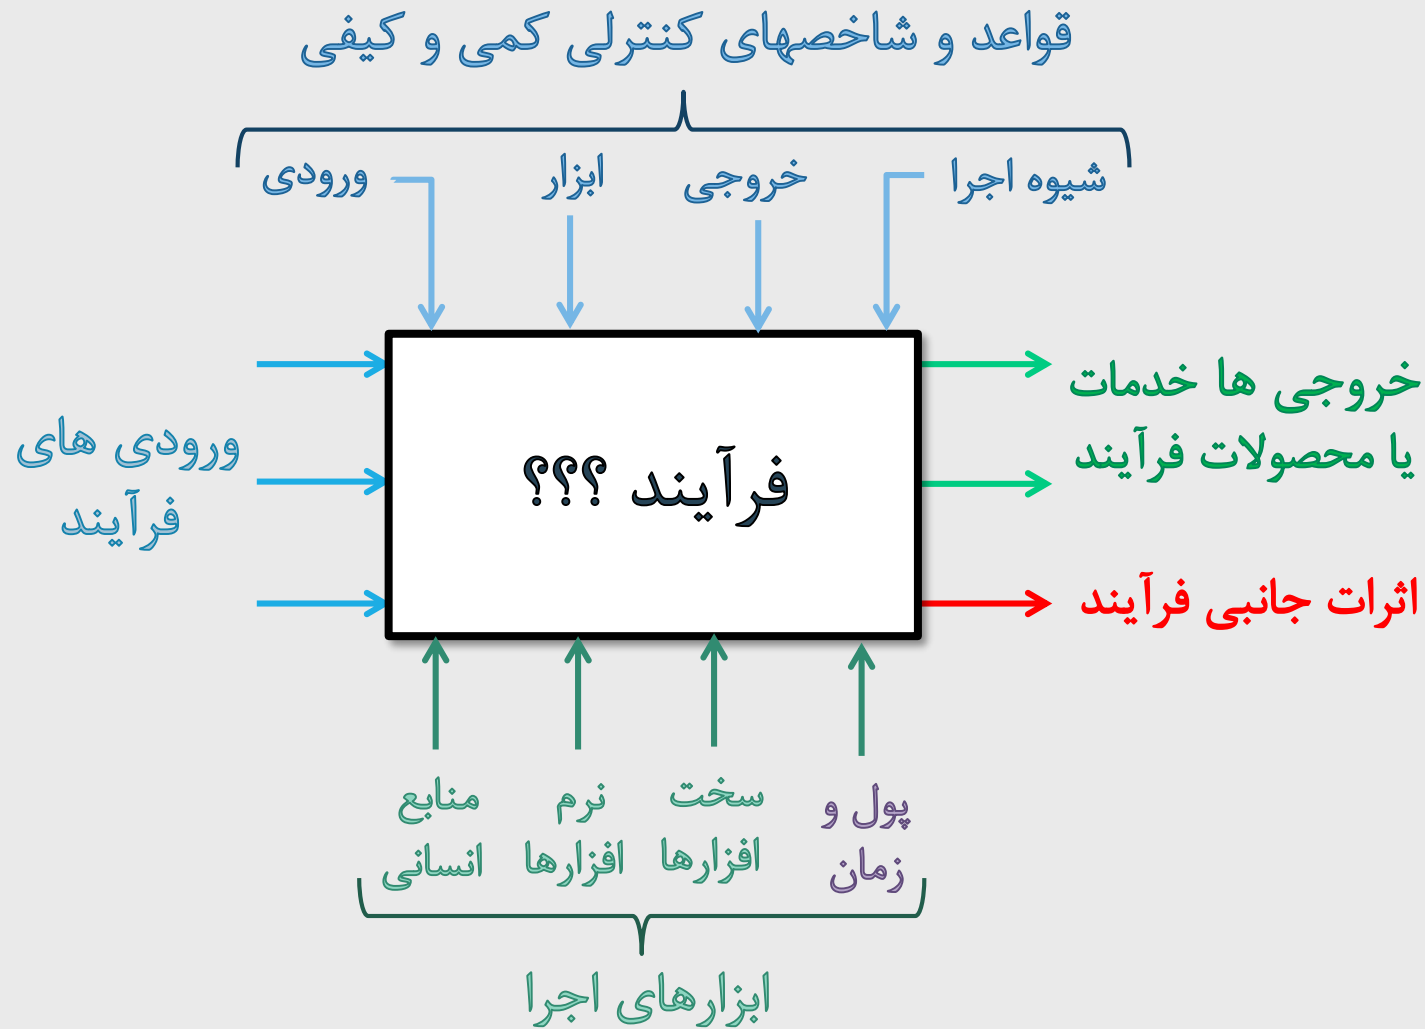 قواعد و شاخصهای کنترلی کمی و کیفی
شیوه اجرا
خروجی
ابزار
ورودی
خروجی ها خدمات
یا محصولات فرآیند
اثرات جانبی فرآیند
فرآیند ؟؟؟
ورودی های
فرآیند
پول و
زمان
سخت
افزارها
نرم
افزارها
منابع
انسانی
ابزارهای اجرا